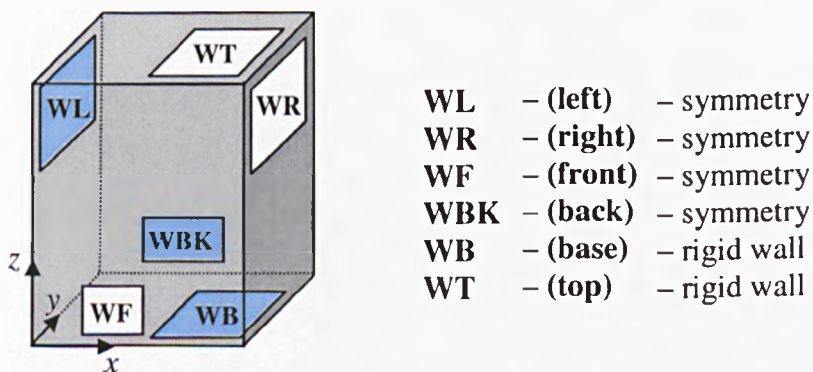 WT
WL
WR
WBK
z
y
WF
WB
x
WL – (left) – symmetry
WR – (right) – symmetry
WF – (front) – symmetry
WBK – (back) – symmetry
WB – (base) – rigid wall
WT – (top) – rigid wall